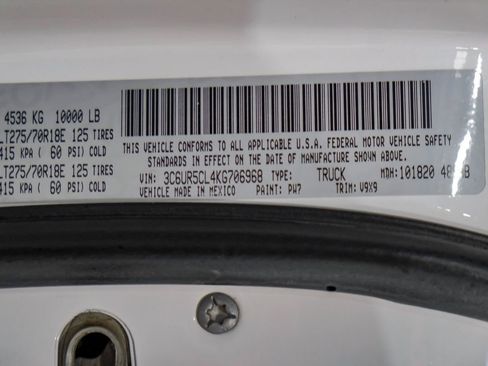 4536 KG 10000 LB
LT275/70R18E 125 TIRES
415 KPA ( 60 PSI) COLD
LT275/70R18E 125 TIRES
415 KPA ( 60 PSI) COLD
THIS VEHICLE CONFORMS TO ALL APPLICABLE U.S.A. FEDERAL MOTOR VEHICLE SAFETY
STANDARDS IN EFFECT ON THE DATE OF MANUFACTURE SHOWN ABOVE.
VIN: 3C6UR5CL4KG706968 TYPE: TRUCK MDH: 101820
VEHICLE MADE IN MEXICO PAINT: PW7 TRIM: V9X9